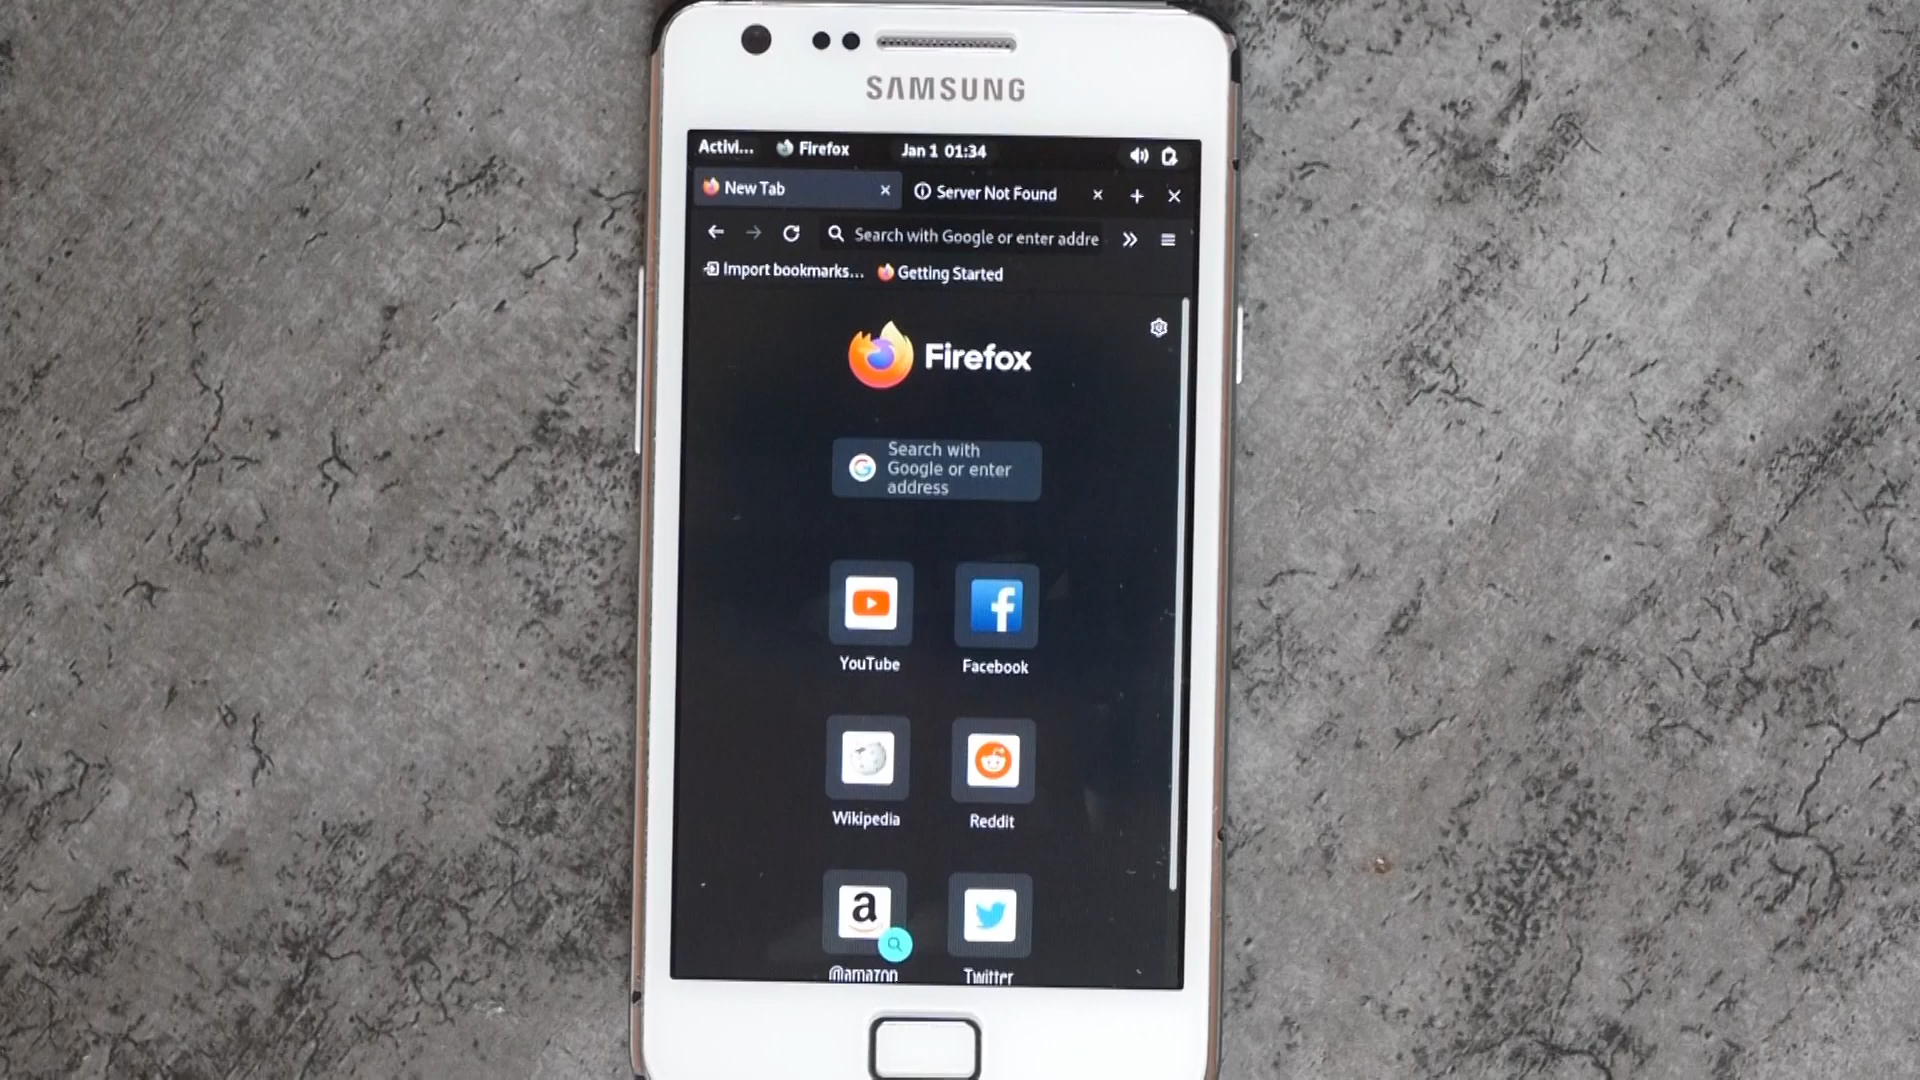 SAMSUNG
Activi... Firefox Jan 1 01:34
New Tab Server Not Found
Search with Google or enter addre
Import bookmarks... Getting Started
Firefox
Search with
Google or enter
address
YouTube Facebook
Wikipedia Reddit
a
@amazon Twitter